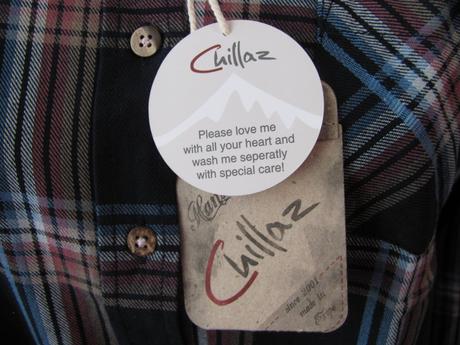 Chillaz
Please love me
with all your heart and
wash me seperatly
with special care!
Chillaz
since 2001
made in